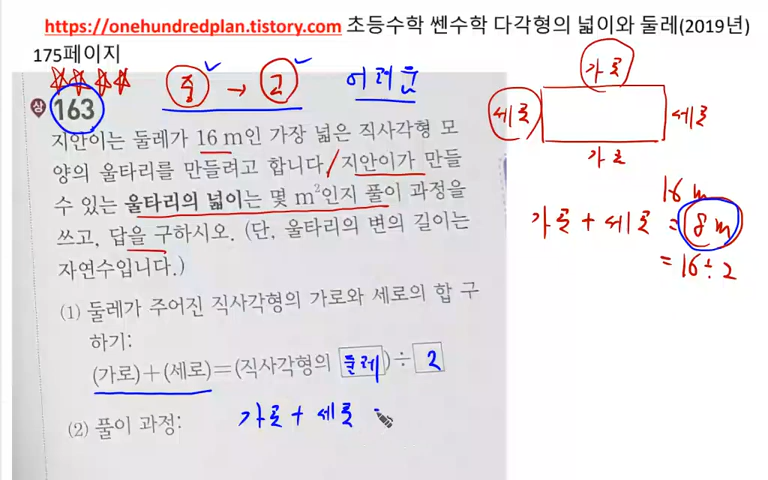 https://onehundredplan.tistory.com 초등수학 쎈수학 다각형의 넓이와 둘레(2019년)
175페이지
중 → 고 어려움
상 163
지안이는 둘레가 16 m인 가장 넓은 직사각형 모
양의 울타리를 만들려고 합니다. 지안이가 만들
수 있는 울타리의 넓이는 몇 m²인지 풀이 과정을
쓰고, 답을 구하시오. (단, 울타리의 변의 길이는
자연수입니다.)
(1) 둘레가 주어진 직사각형의 가로와 세로의 합 구
하기:
(가로)+(세로)=(직사각형의 둘레)÷2
(2) 풀이 과정: 가로 + 세로 =
가로
세로 세로
가로
16 m
가로 + 세로 = 8 m
= 16 ÷ 2